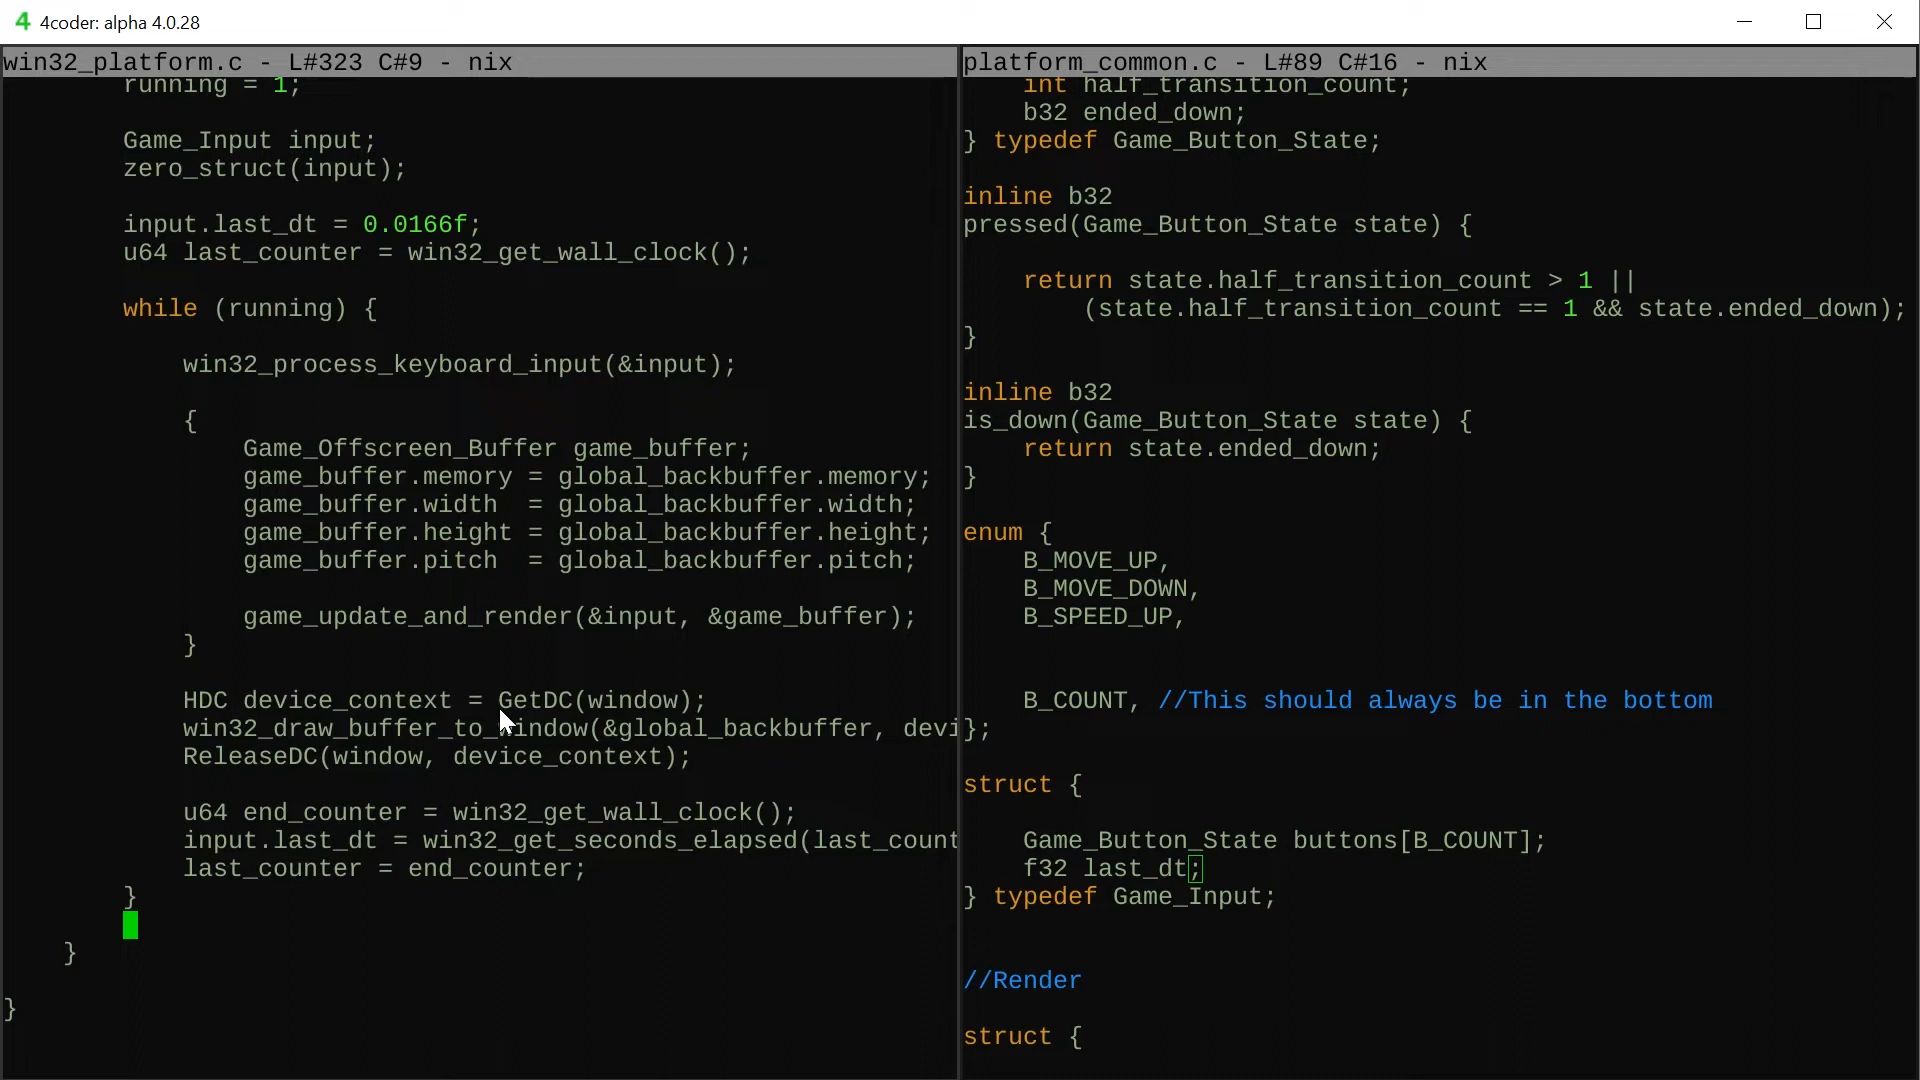 4coder: alpha 4.0.28
win32_platform.c - L#323 C#9 - nix
running = 1;
Game_Input input;
zero_struct(input);
input.last_dt = 0.0166f;
u64 last_counter = win32_get_wall_clock();
while (running) {
win32_process_keyboard_input(&input);
{
Game_Offscreen_Buffer game_buffer;
game_buffer.memory = global_backbuffer.memory;
game_buffer.width  = global_backbuffer.width;
game_buffer.height = global_backbuffer.height;
game_buffer.pitch  = global_backbuffer.pitch;
game_update_and_render(&input, &game_buffer);
}
HDC device_context = GetDC(window);
win32_draw_buffer_to_window(&global_backbuffer, devi
ReleaseDC(window, device_context);
u64 end_counter = win32_get_wall_clock();
input.last_dt = win32_get_seconds_elapsed(last_count
last_counter = end_counter;
}
}
}
platform_common.c - L#89 C#16 - nix
int half_transition_count;
b32 ended_down;
} typedef Game_Button_State;
inline b32
pressed(Game_Button_State state) {
return state.half_transition_count > 1 ||
(state.half_transition_count == 1 && state.ended_down);
}
inline b32
is_down(Game_Button_State state) {
return state.ended_down;
}
enum {
B_MOVE_UP,
B_MOVE_DOWN,
B_SPEED_UP,
B_COUNT, //This should always be in the bottom
};
struct {
Game_Button_State buttons[B_COUNT];
f32 last_dt;
} typedef Game_Input;
//Render
struct {